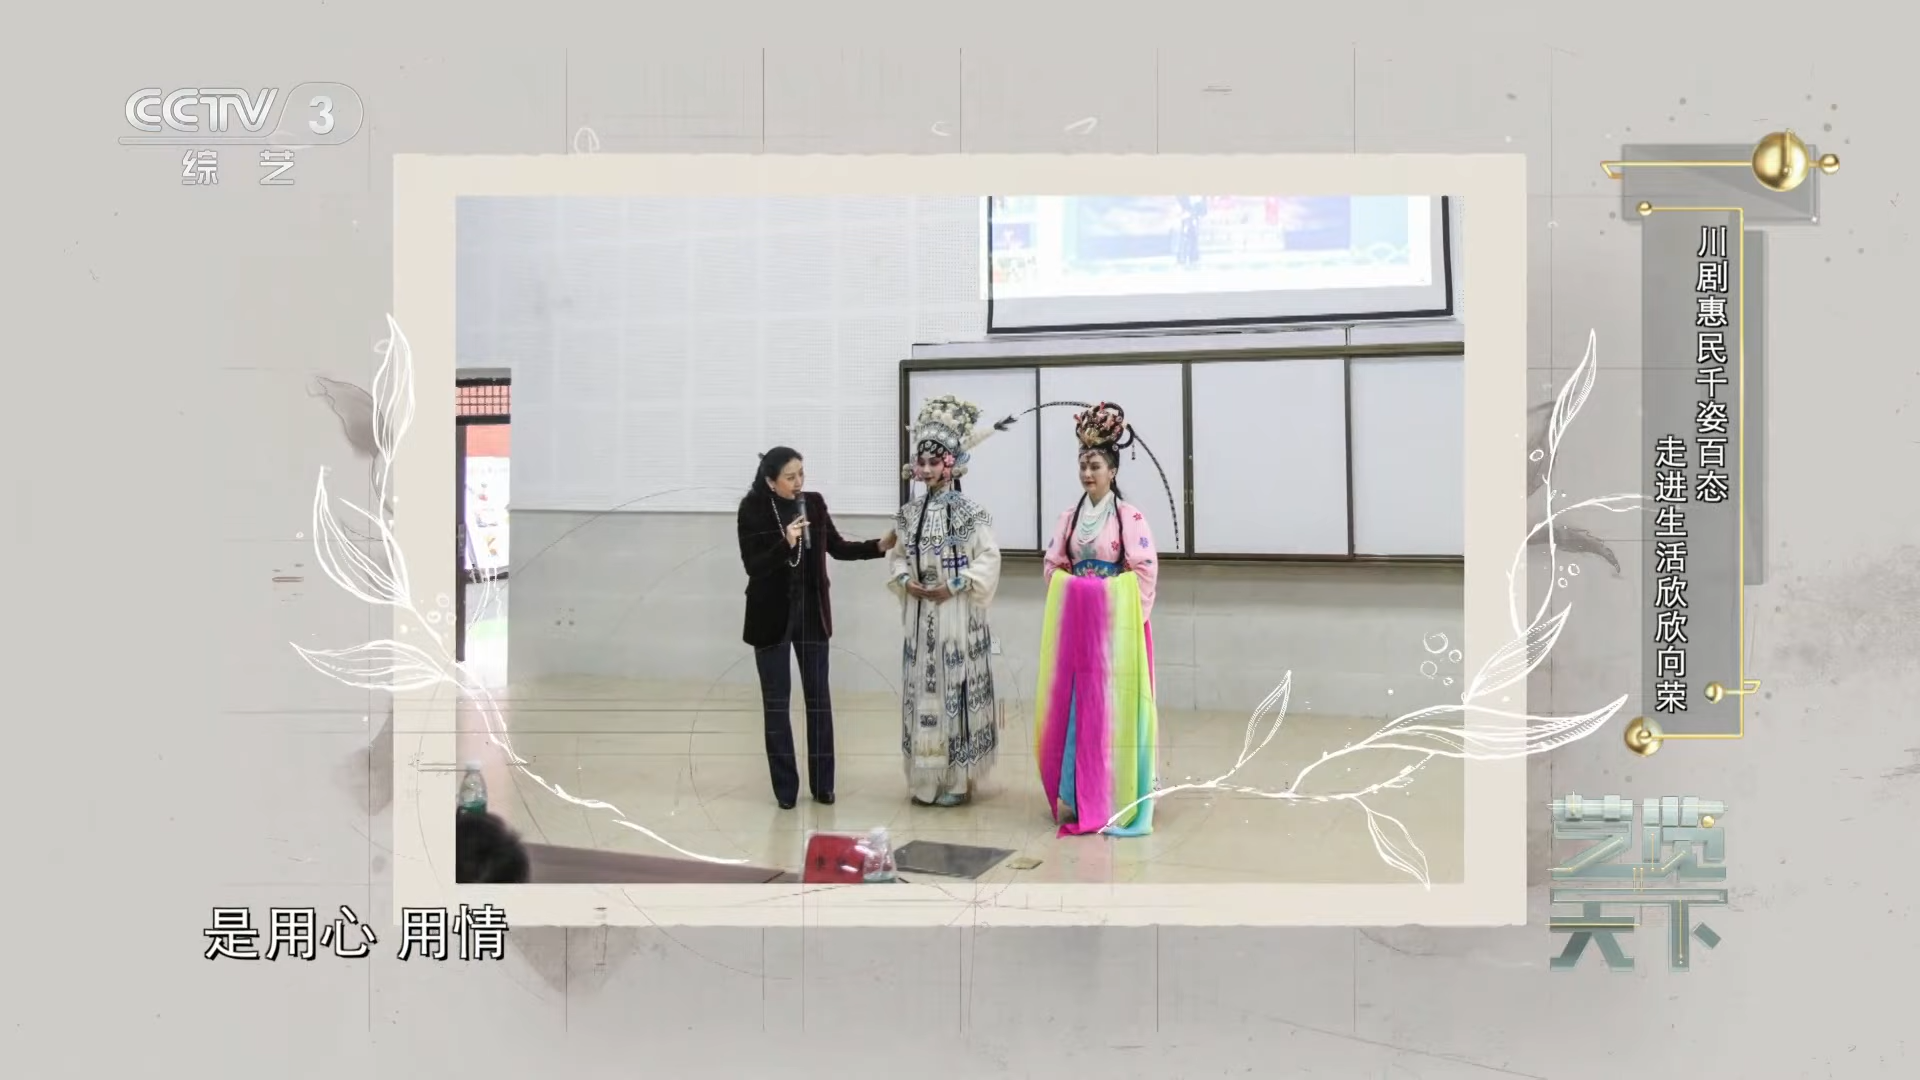 CCTV 3
综艺
川剧惠民千姿百态
走进生活欣欣向荣
艺览天下
是用心 用情